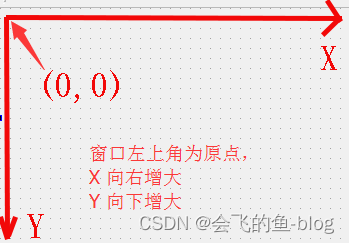 X
(0, 0)
窗口左上角为原点，
X 向右增大
Y 向下增大
Y
CSDN @会飞的鱼-blog